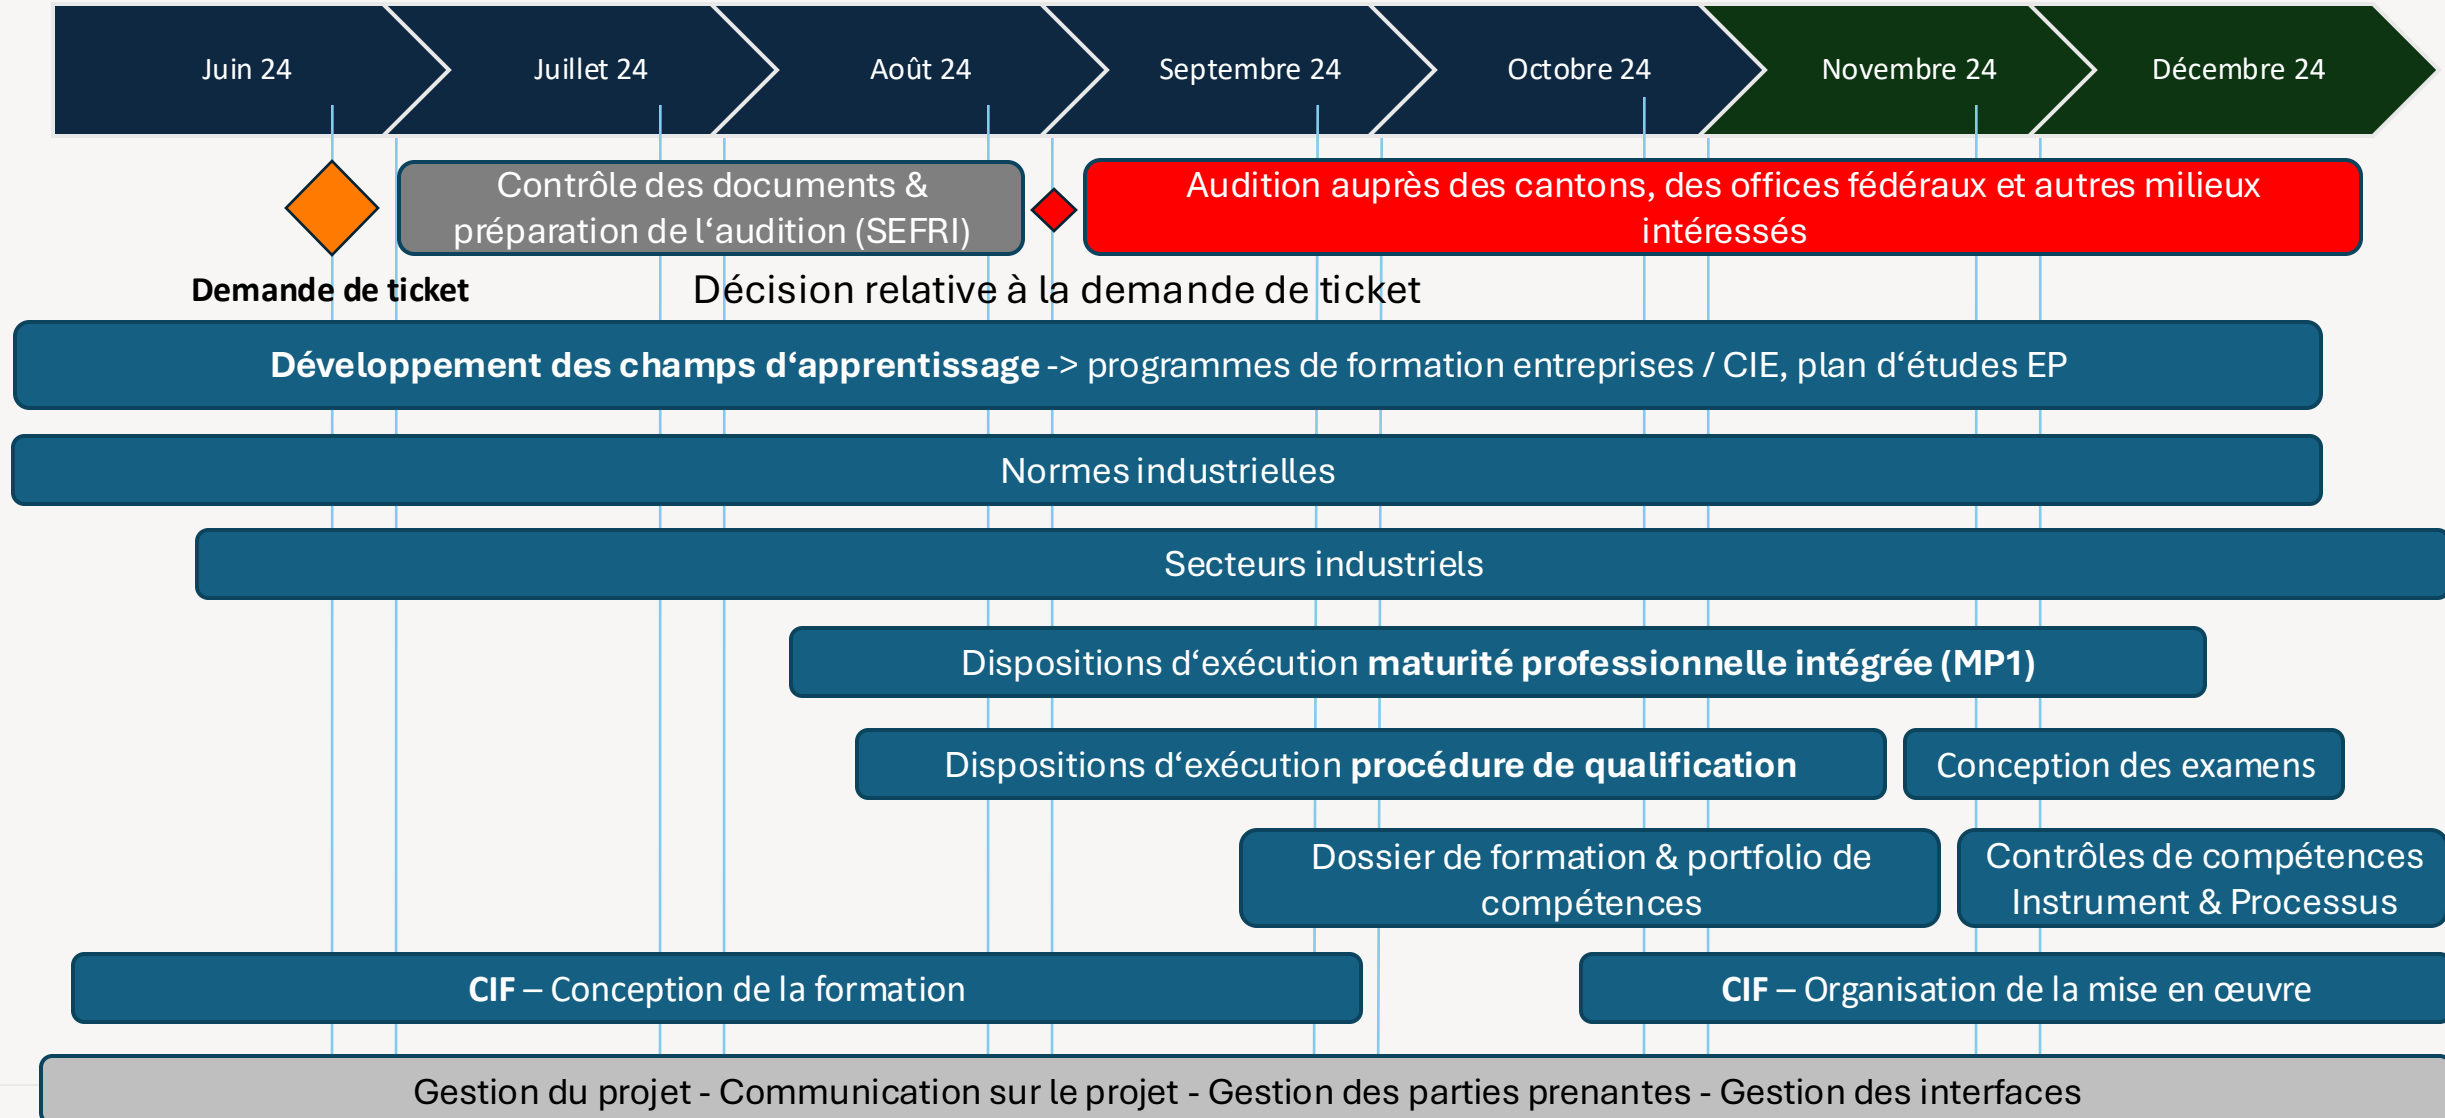 Juin 24
Juillet 24
Août 24
Septembre 24
Octobre 24
Novembre 24
Décembre 24
Contrôle des documents &
préparation de l‘audition (SEFRI)
Audition auprès des cantons, des offices fédéraux et autres milieux
intéressés
Demande de ticket
Décision relative à la demande de ticket
Développement des champs d‘apprentissage -> programmes de formation entreprises / CIE, plan d‘études EP
Normes industrielles
Secteurs industriels
Dispositions d‘exécution maturité professionnelle intégrée (MP1)
Dispositions d‘exécution procédure de qualification
Conception des examens
Dossier de formation & portfolio de
compétences
Contrôles de compétences
Instrument & Processus
CIF – Conception de la formation
CIF – Organisation de la mise en œuvre
Gestion du projet - Communication sur le projet - Gestion des parties prenantes - Gestion des interfaces